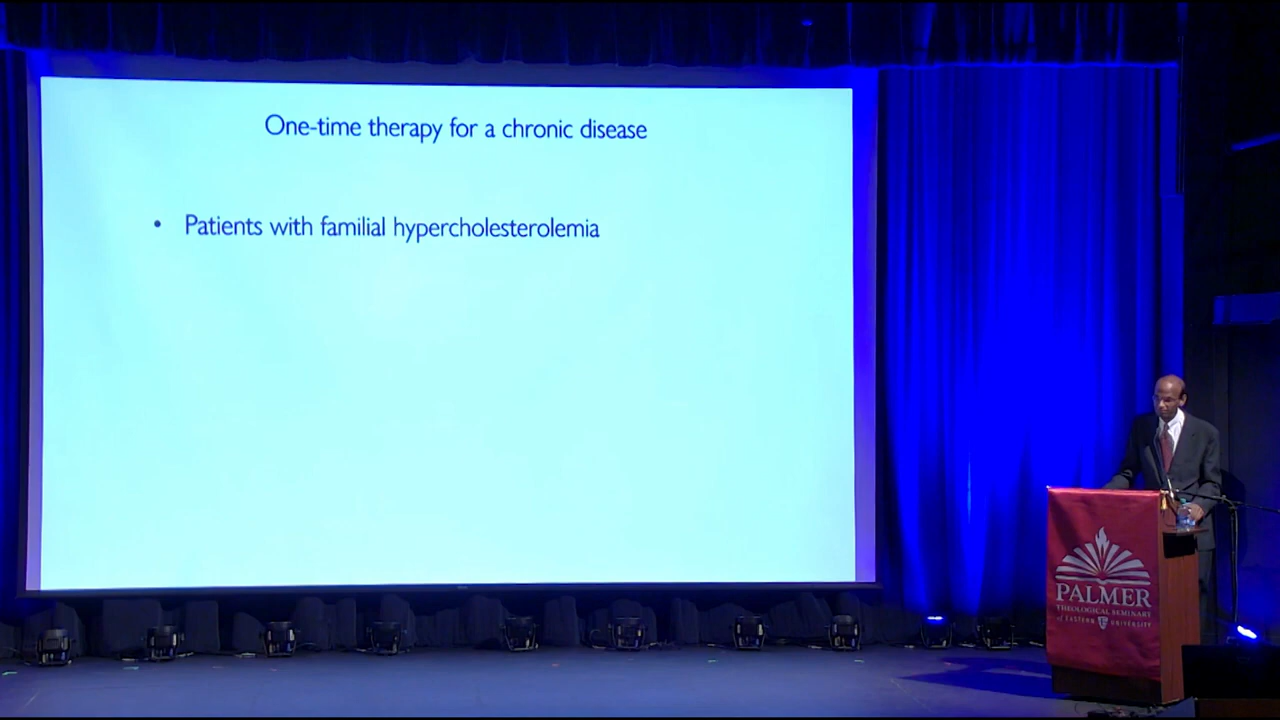 One-time therapy for a chronic disease
• Patients with familial hypercholesterolemia
PALMER
THEOLOGICAL SEMINARY
of EASTERN UNIVERSITY